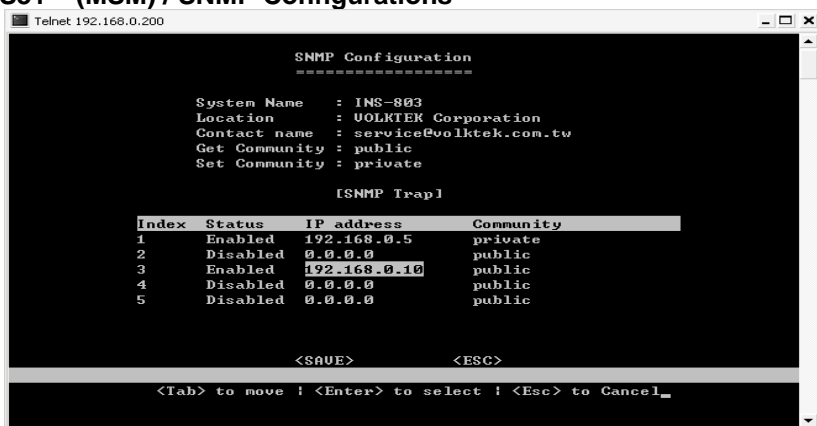 (MSM) / SNMP Configurations
Telnet 192.168.0.200
SNMP Configuration
===================
System Name : INS-803
Location : VOLKTEK Corporation
Contact name : service@volktek.com.tw
Get Community : public
Set Community : private
[SNMP Trap]
Index Status IP address Community
1 Enabled 192.168.0.5 private
2 Disabled 0.0.0.0 public
3 Enabled 192.168.0.10 public
4 Disabled 0.0.0.0 public
5 Disabled 0.0.0.0 public
<SAVE> <ESC>
<Tab> to move | <Enter> to select | <Esc> to Cancel_